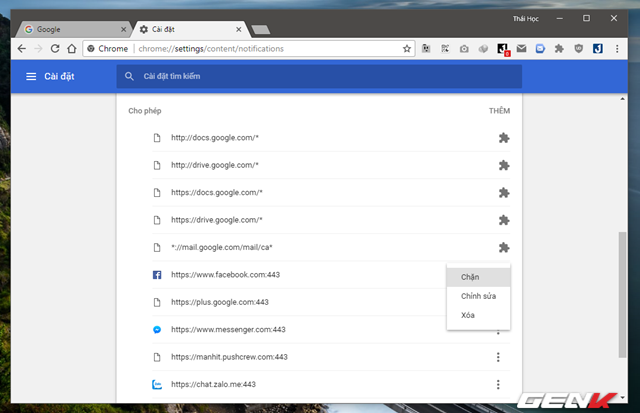 Thái Học
Google
Cài đặt
Chrome
chrome://settings/content/notifications
Cài đặt
Cài đặt tìm kiếm
Cho phép
THÊM
http://docs.google.com/*
http://drive.google.com/*
https://docs.google.com/*
https://drive.google.com/*
*://mail.google.com/mail/ca*
https://www.facebook.com:443
Chặn
https://plus.google.com:443
Chỉnh sửa
Xóa
https://www.messenger.com:443
https://manhit.pushcrew.com:443
https://chat.zalo.me:443
GENK